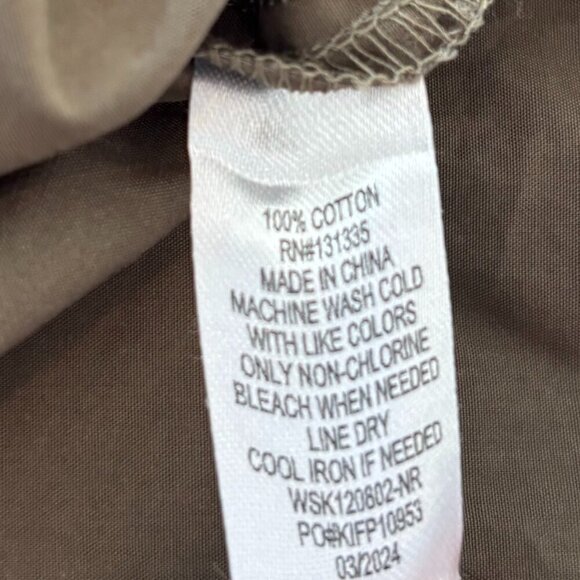 100% COTTON
RN#131335
MADE IN CHINA
MACHINE WASH COLD
WITH LIKE COLORS
ONLY NON-CHLORINE
BLEACH WHEN NEEDED
LINE DRY
COOL IRON IF NEEDED
WSK120802-NR
PO#KIFP10953
03/2024